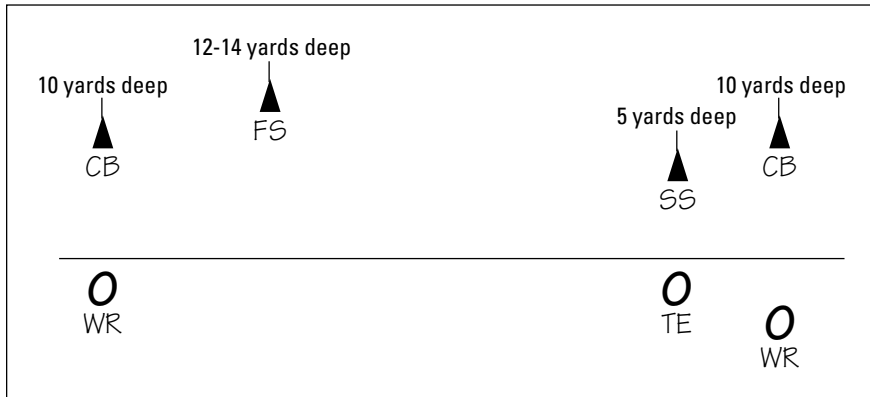 12-14 yards deep
10 yards deep
10 yards deep
5 yards deep
FS
CB
CB
SS
WR
TE
WR